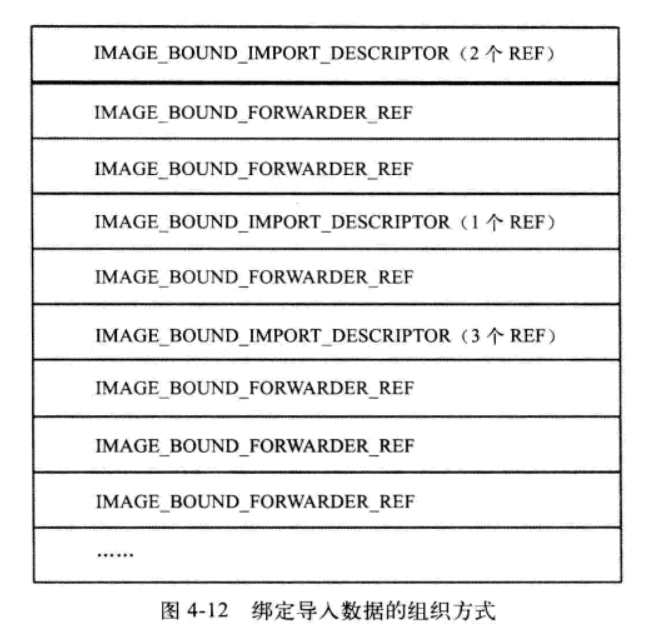 IMAGE_BOUND_IMPORT_DESCRIPTOR（2 个 REF）
IMAGE_BOUND_FORWARDER_REF
IMAGE_BOUND_FORWARDER_REF
IMAGE_BOUND_IMPORT_DESCRIPTOR（1 个 REF）
IMAGE_BOUND_FORWARDER_REF
IMAGE_BOUND_IMPORT_DESCRIPTOR（3 个 REF）
IMAGE_BOUND_FORWARDER_REF
IMAGE_BOUND_FORWARDER_REF
IMAGE_BOUND_FORWARDER_REF
……
图 4-12 绑定导入数据的组织方式